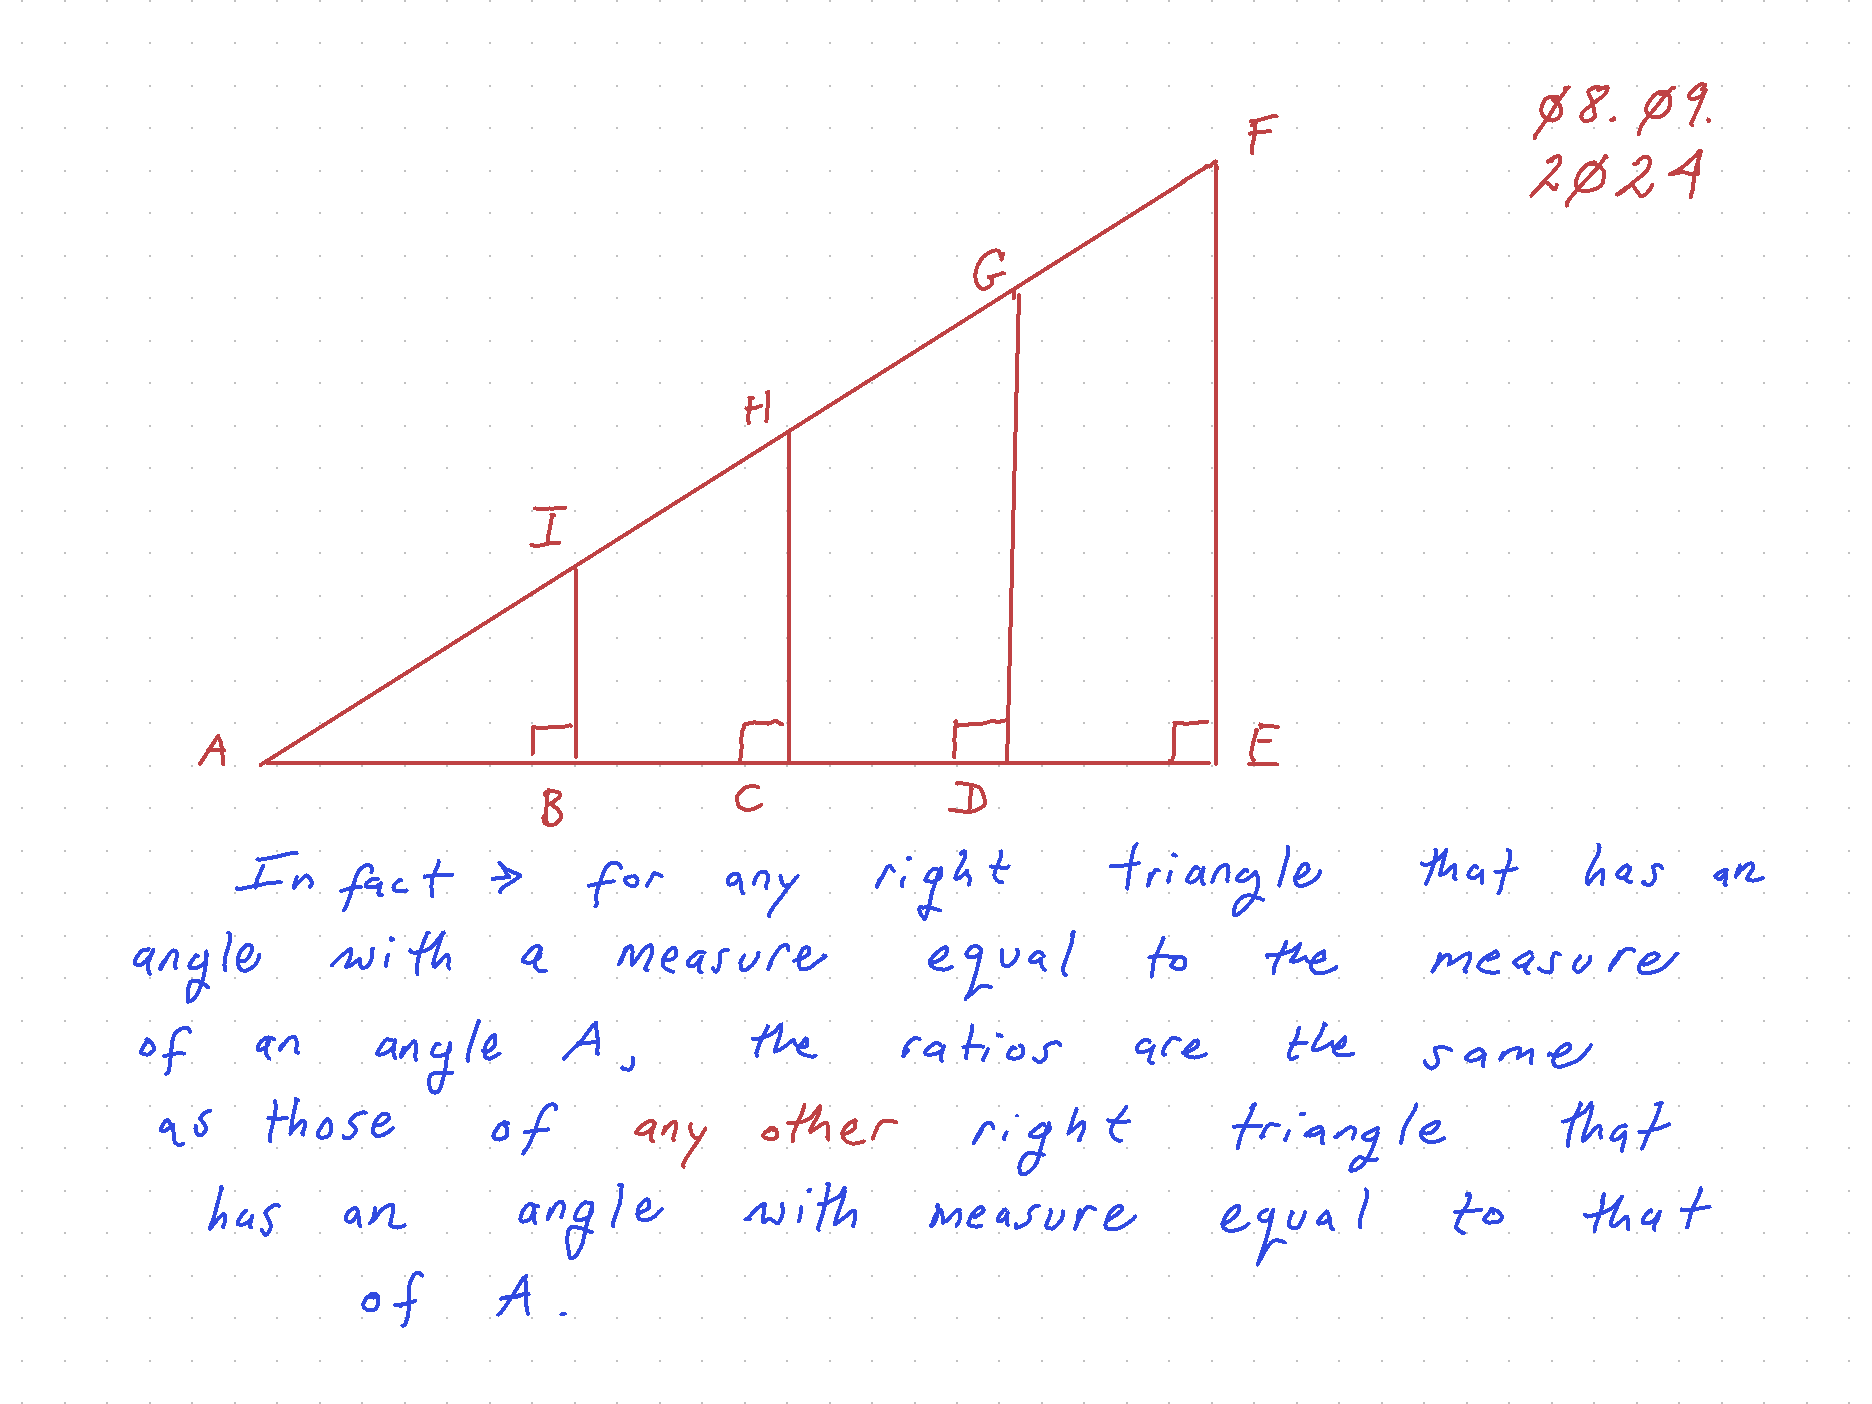 Ø8. Ø9.
2Ø24
F
G
H
I
A
E
B
C
D
In fact → for any right triangle that has an
angle with a measure equal to the measure
of an angle A, the ratios are the same
as those of any other right triangle that
has an angle with measure equal to that
of A.